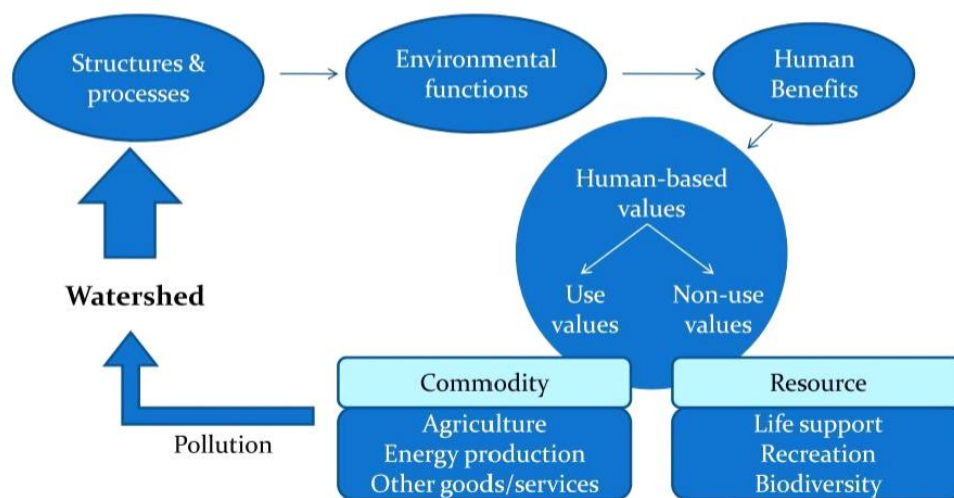 Structures &
processes
Environmental
functions
Human
Benefits
Human-based
values
Use
values
Non-use
values
Watershed
Pollution
Commodity
Agriculture
Energy production
Other goods/services
Resource
Life support
Recreation
Biodiversity